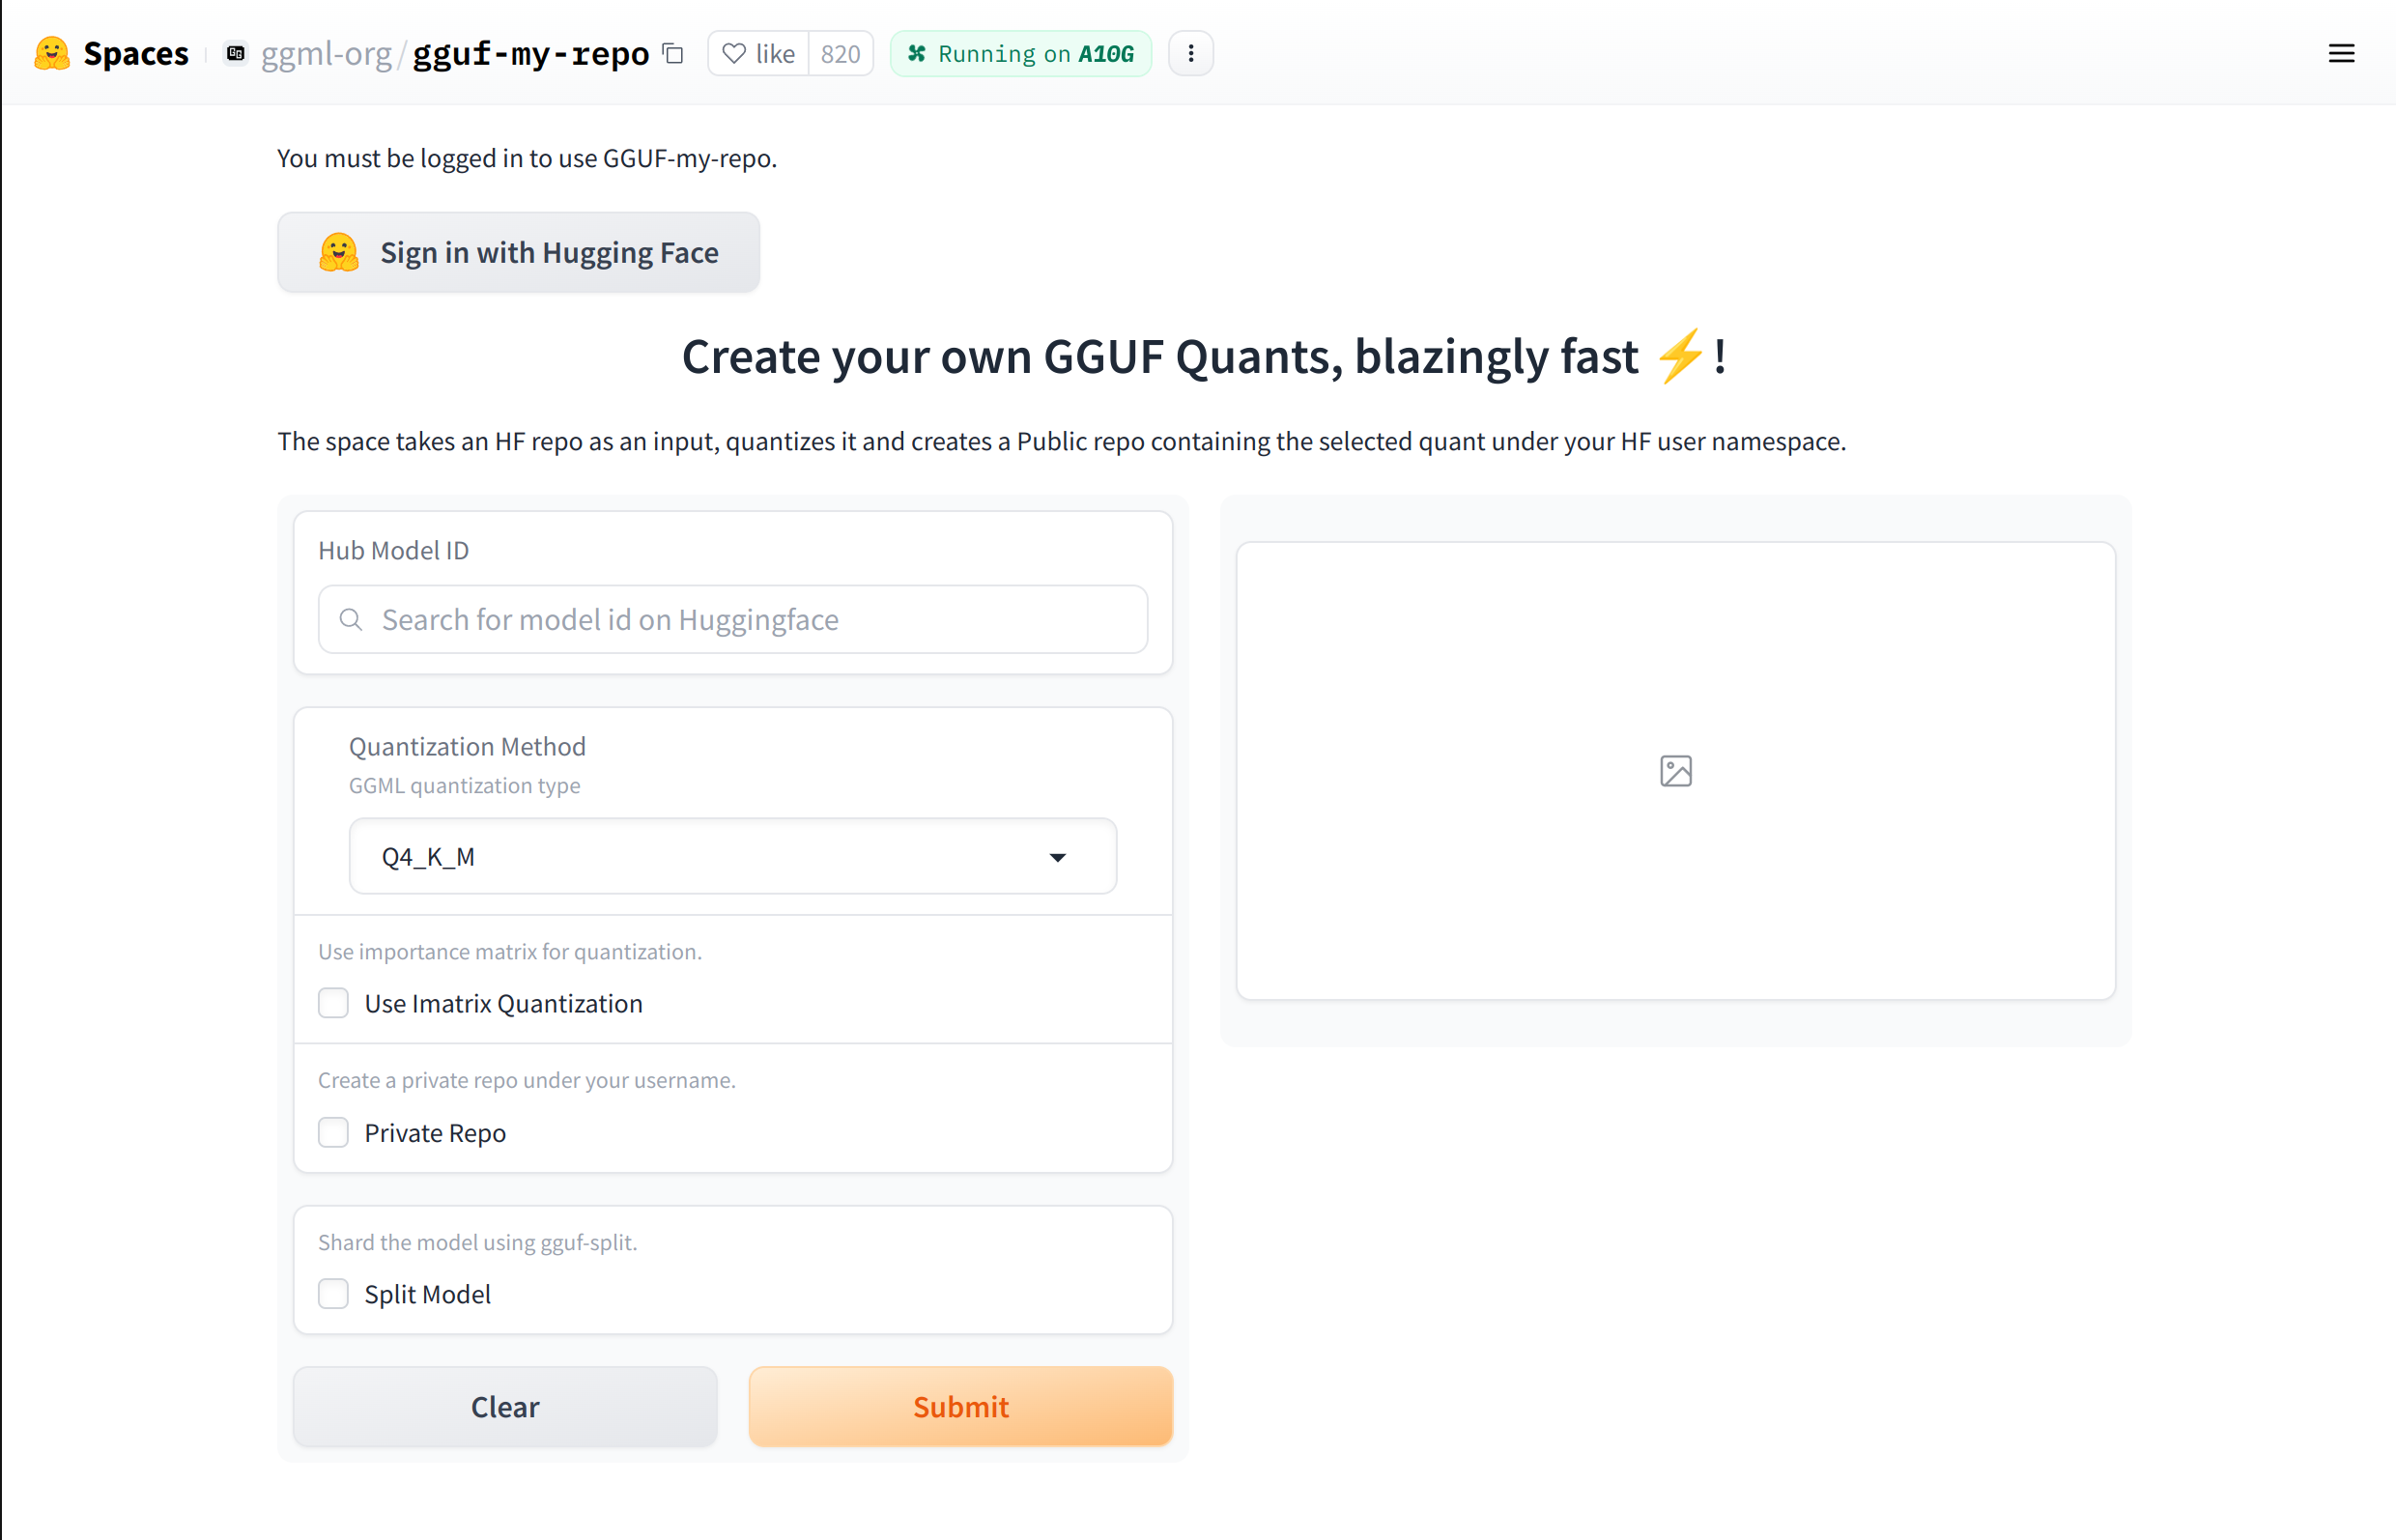 Spaces ggml-org/gguf-my-repo like 820 Running on A10G
You must be logged in to use GGUF-my-repo.
Sign in with Hugging Face
Create your own GGUF Quants, blazingly fast ⚡!
The space takes an HF repo as an input, quantizes it and creates a Public repo containing the selected quant under your HF user namespace.
Hub Model ID
Search for model id on Huggingface
Quantization Method
GGML quantization type
Q4_K_M
Use importance matrix for quantization.
Use Imatrix Quantization
Create a private repo under your username.
Private Repo
Shard the model using gguf-split.
Split Model
Clear
Submit